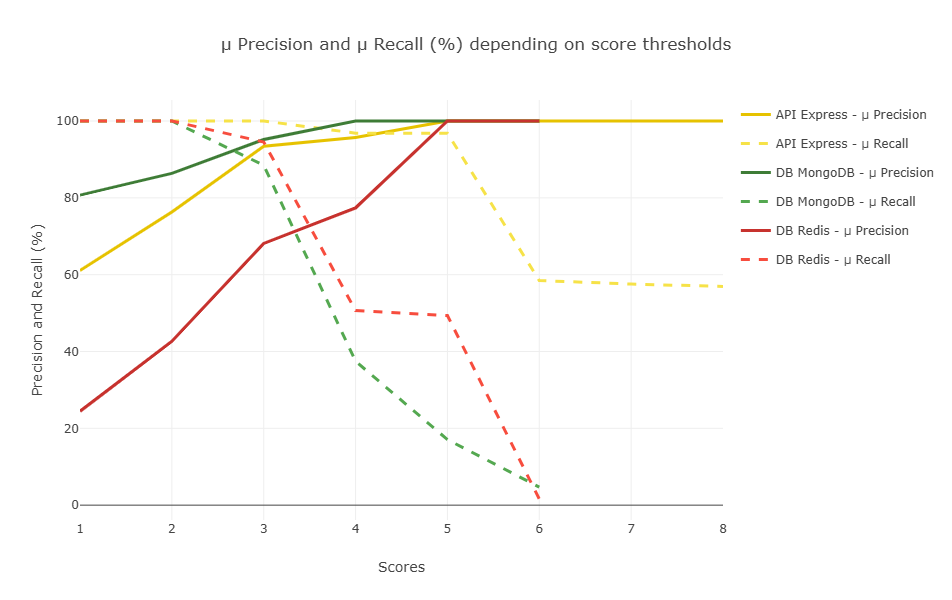 μ Precision and μ Recall (%) depending on score thresholds
API Express - μ Precision
API Express - μ Recall
DB MongoDB - μ Precision
DB MongoDB - μ Recall
DB Redis - μ Precision
DB Redis - μ Recall
Precision and Recall (%)
100
80
60
40
20
0
1 2 3 4 5 6 7 8
Scores